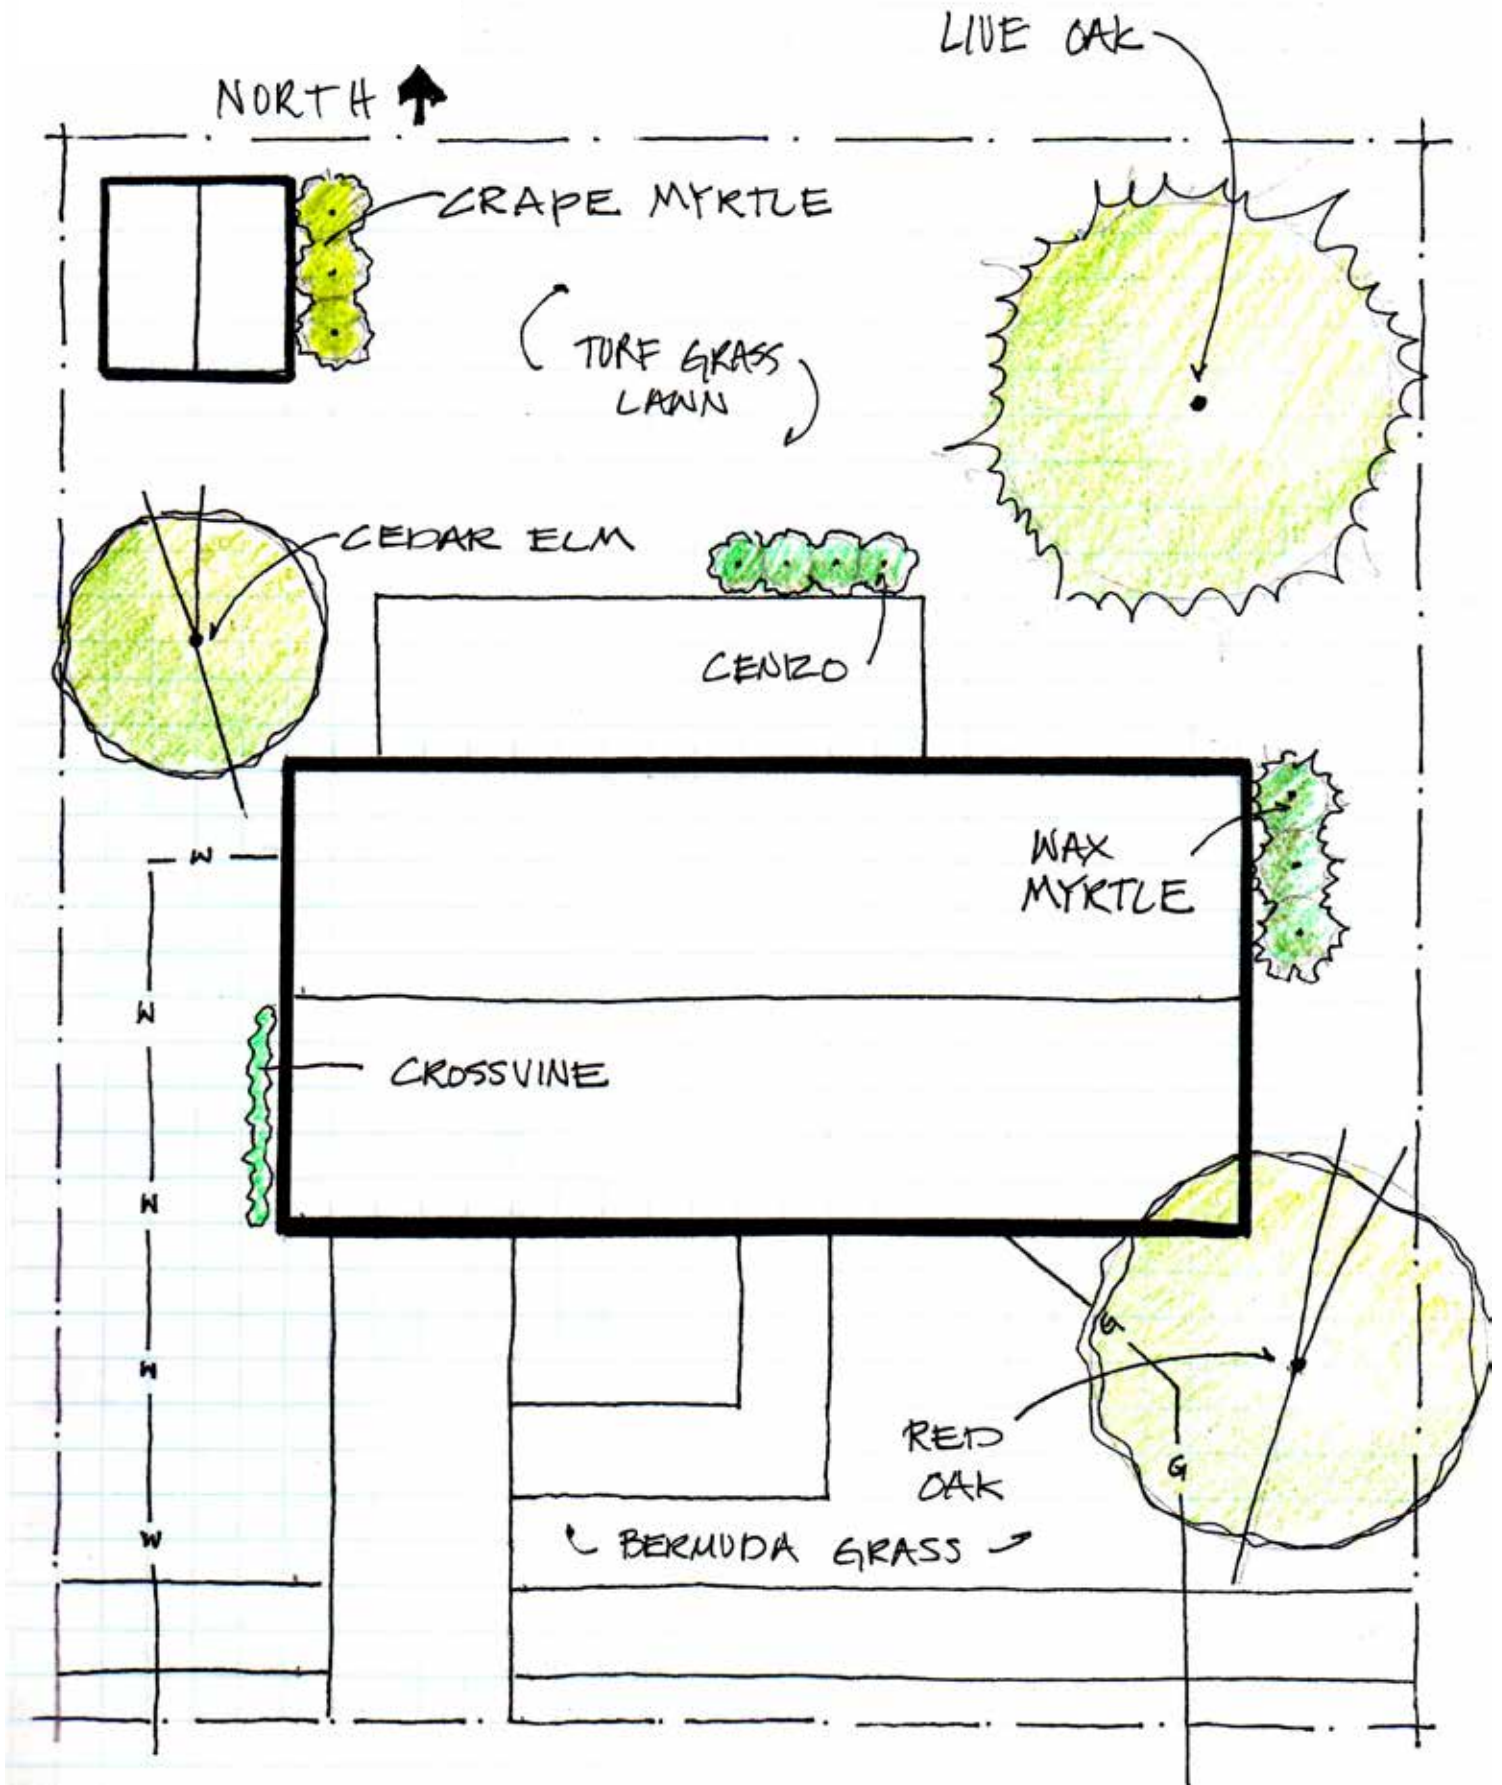 LIVE OAK
NORTH
CRAPE MYRTLE
TURF GRASS
LAWN
CEDAR ELM
CENIZO
WAX
MYRTLE
W
W
CROSSVINE
W
W
G
RED
OAK
G
W
BERMUDA GRASS